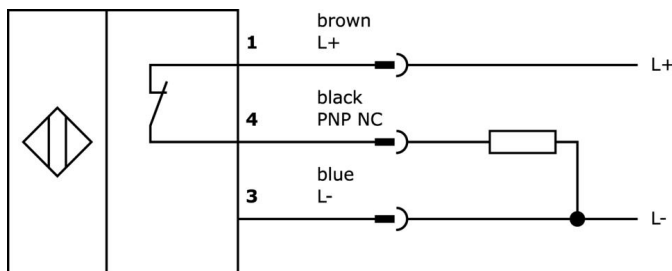 brown
1 L+
L+
black
4 PNP NC
blue
3 L-
L-